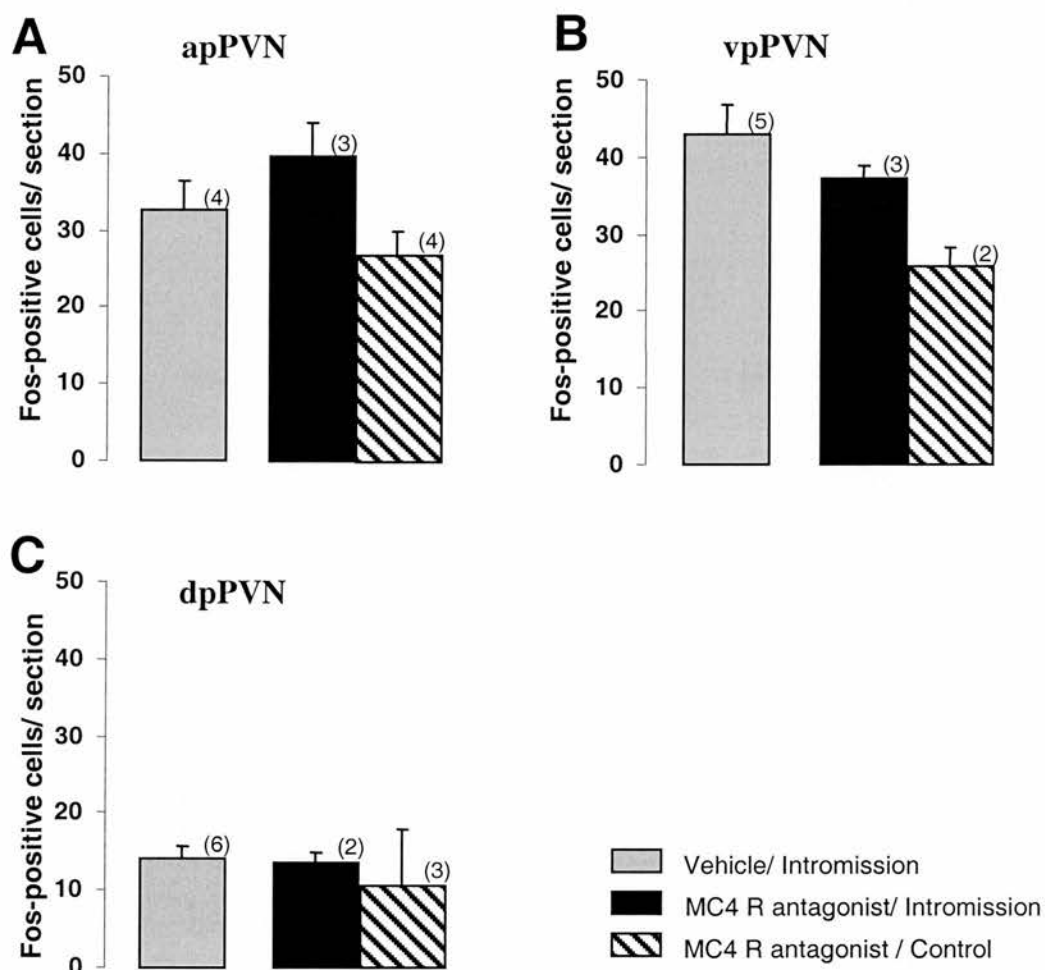 A
apPVN
Fos-positive cells/ section
50
40
30
20
10
0
(4)
(3)
(4)
B
vpPVN
Fos-positive cells/ section
50
40
30
20
10
0
(5)
(3)
(2)
C
dpPVN
Fos-positive cells/ section
50
40
30
20
10
0
(6)
(2)
(3)
Vehicle/ Intromission
MC4 R antagonist/ Intromission
MC4 R antagonist / Control